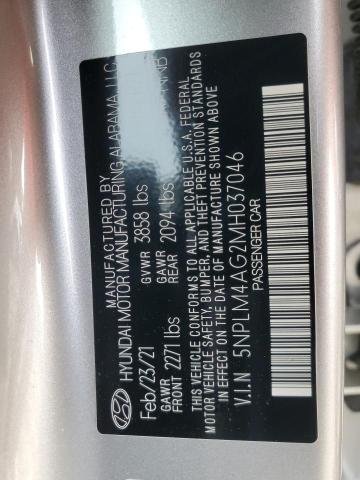 MANUFACTURED BY
HYUNDAI MOTOR MANUFACTURING ALABAMA, LLC
Feb/23/21 GVWR 3858 lbs
GAWR FRONT 2271 lbs GAWR REAR 2094 lbs
THIS VEHICLE CONFORMS TO ALL APPLICABLE U.S.A. FEDERAL
MOTOR VEHICLE SAFETY, BUMPER, AND THEFT PREVENTION STANDARDS
IN EFFECT ON THE DATE OF MANUFACTURE SHOWN ABOVE
V.I.N 5NPLM4AG2MH037046
PASSENGER CAR